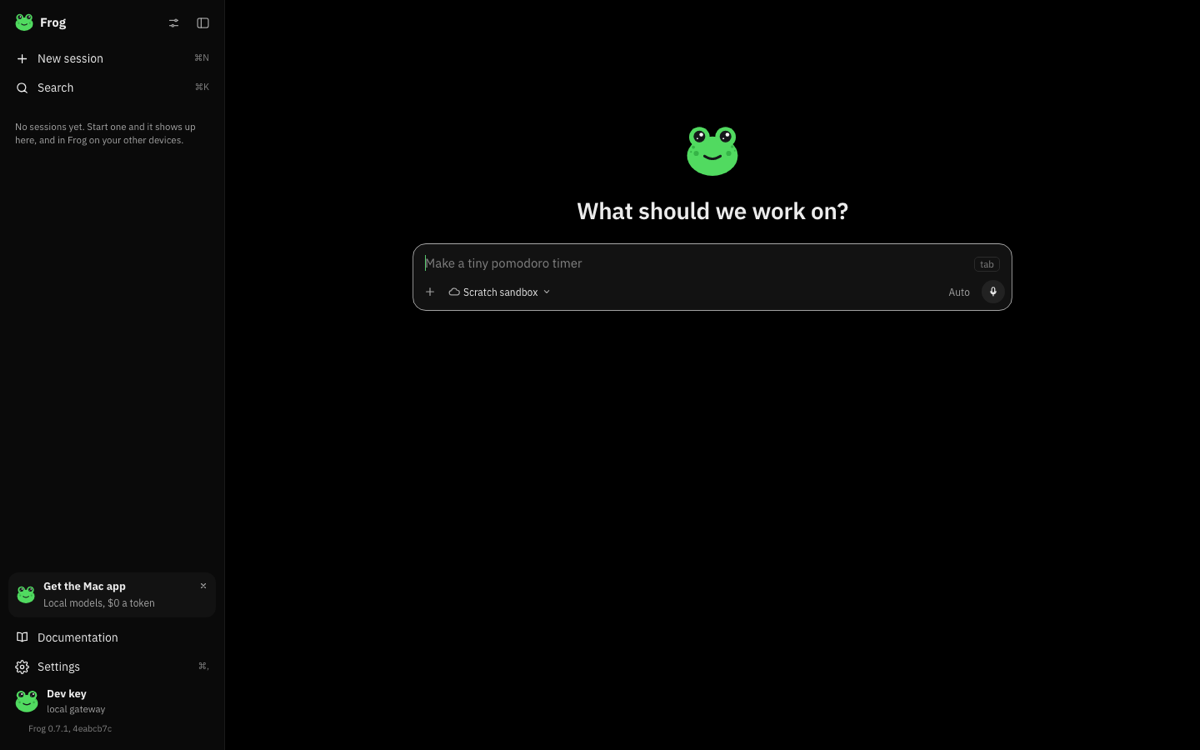 Frog
New session ⌘N
Search ⌘K
No sessions yet. Start one and it shows up
here, and in Frog on your other devices.
What should we work on?
Make a tiny pomodoro timer tab
Scratch sandbox Auto
Get the Mac app
Local models, $0 a token
Documentation
Settings ⌘,
Dev key
local gateway
Frog 0.7.1, 4eabcb7c